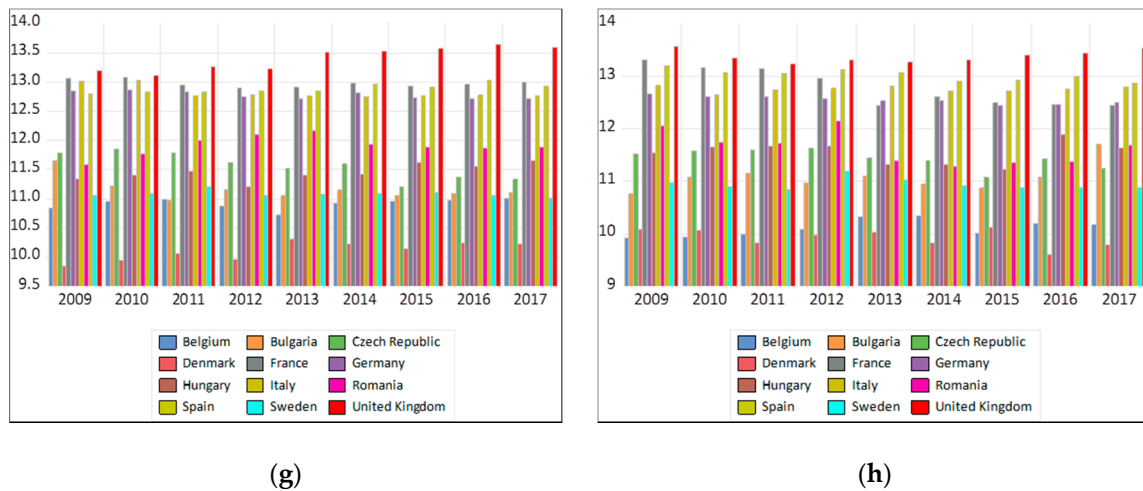 14.0
13.5
13.0
12.5
12.0
11.5
11.0
10.5
10.0
9.5
2009 2010 2011 2012 2013 2014 2015 2016 2017
Belgium Bulgaria Czech Republic
Denmark France Germany
Hungary Italy Romania
Spain Sweden United Kingdom
(g)
14
13
12
11
10
9
2009 2010 2011 2012 2013 2014 2015 2016 2017
Belgium Bulgaria Czech Republic
Denmark France Germany
Hungary Italy Romania
Spain Sweden United Kingdom
(h)